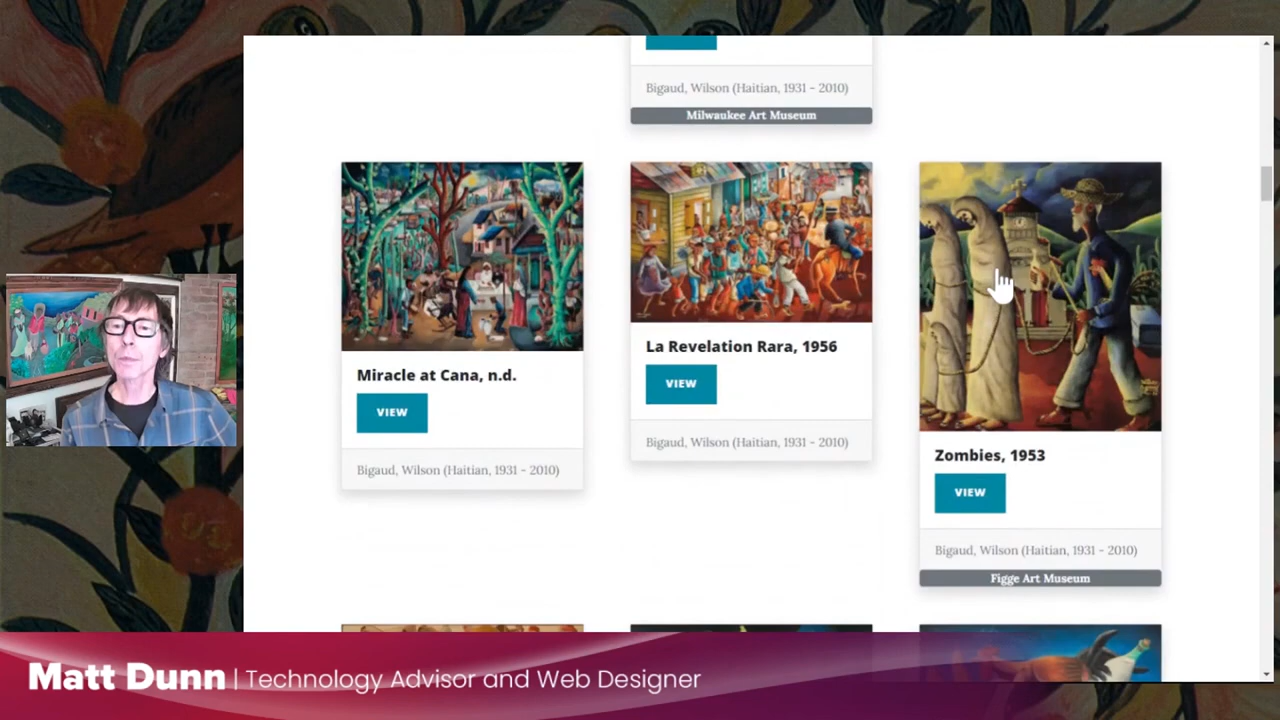 Bigaud, Wilson (Haitian, 1931 - 2010)
Milwaukee Art Museum
Miracle at Cana, n.d.
VIEW
Bigaud, Wilson (Haitian, 1931 - 2010)
La Revelation Rara, 1956
VIEW
Bigaud, Wilson (Haitian, 1931 - 2010)
Zombies, 1953
VIEW
Bigaud, Wilson (Haitian, 1931 - 2010)
Figge Art Museum
Matt Dunn | Technology Advisor and Web Designer